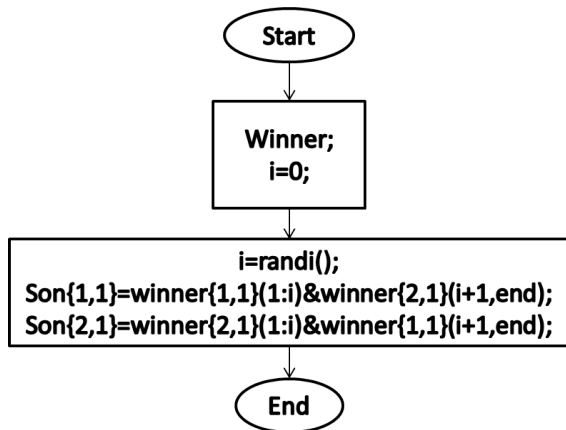 Start
Winner;
i=0;
i=randi();
Son{1,1}=winner{1,1}(1:i)&winner{2,1}(i+1,end);
Son{2,1}=winner{2,1}(1:i)&winner{1,1}(i+1,end);
End